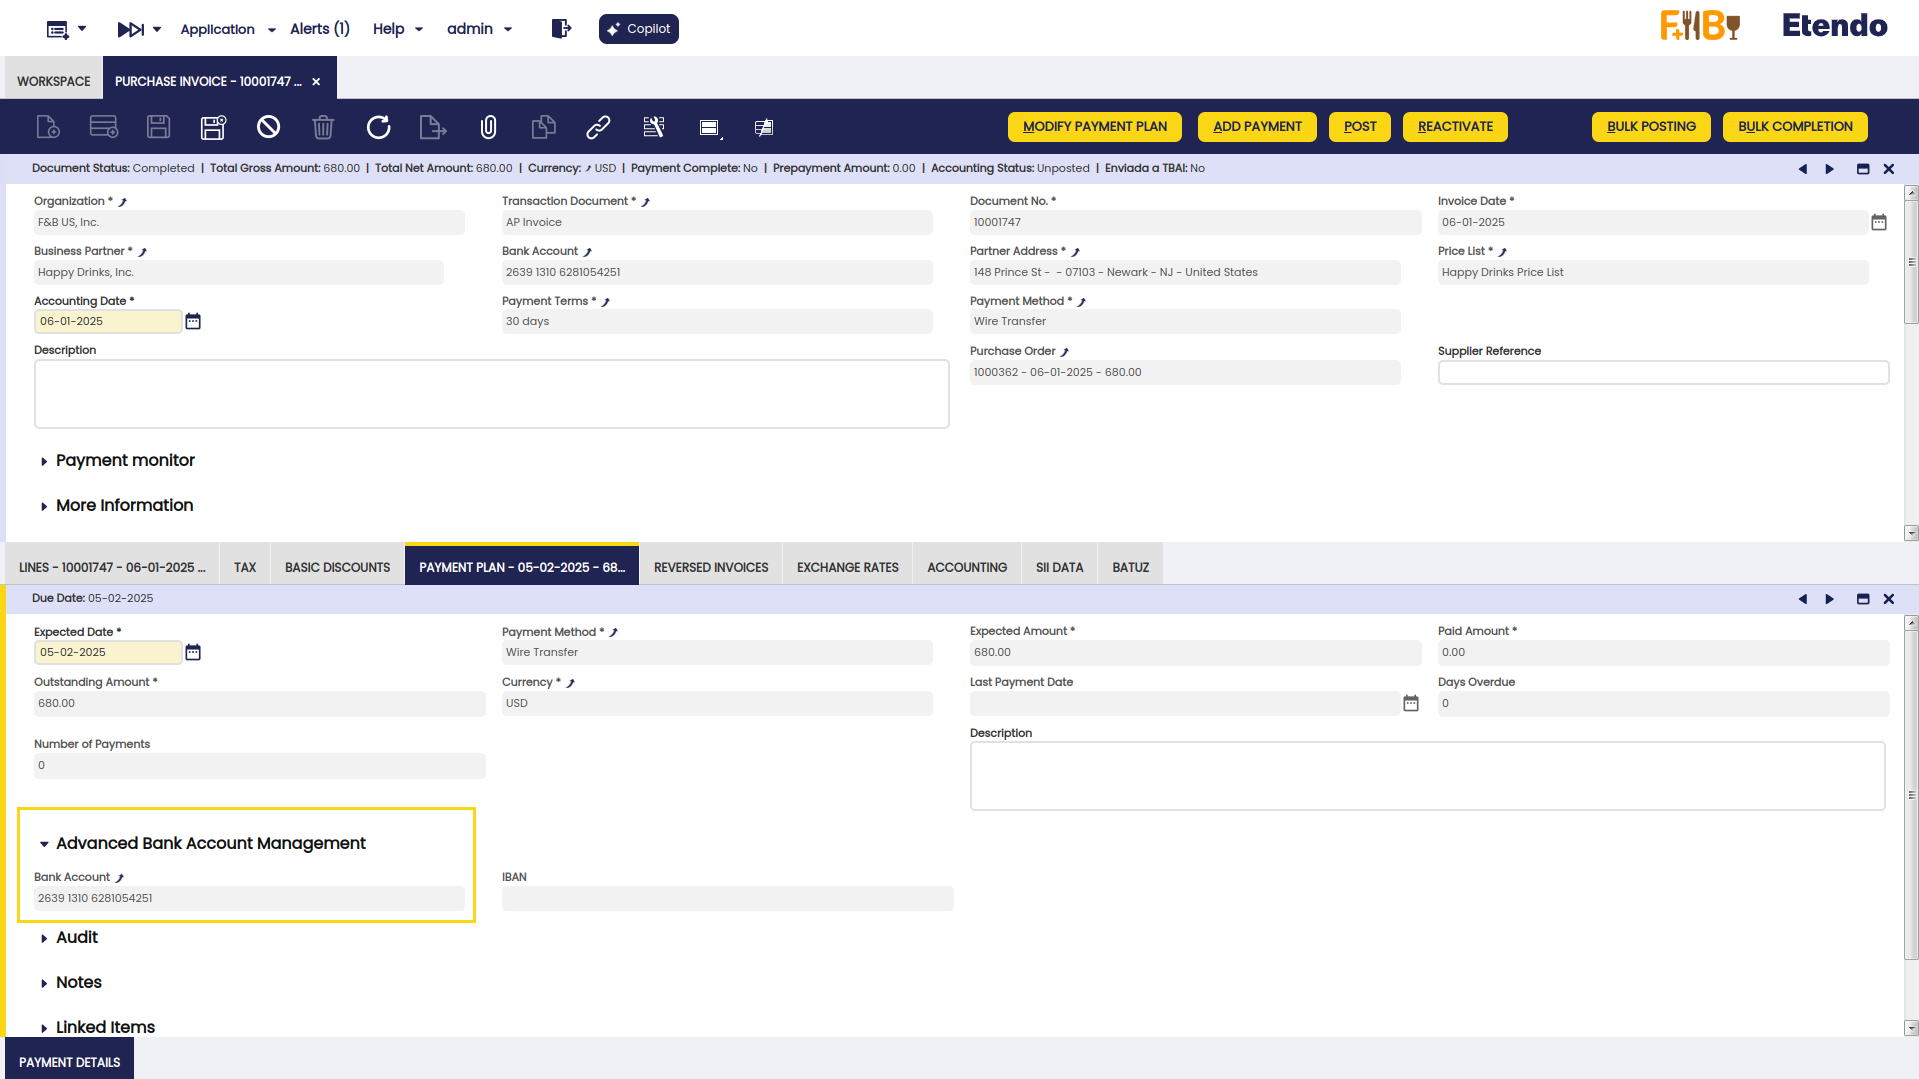 Application Alerts (1) Help admin Copilot F+B Etendo
WORKSPACE PURCHASE INVOICE - 10001747 ...
MODIFY PAYMENT PLAN ADD PAYMENT POST REACTIVATE BULK POSTING BULK COMPLETION
Document Status: Completed | Total Gross Amount: 680.00 | Total Net Amount: 680.00 | Currency: USD | Payment Complete: No | Prepayment Amount: 0.00 | Accounting Status: Unposted | Enviada a TBAI: No
Organization * Transaction Document * Document No. * Invoice Date *
F&B US, Inc. AP Invoice 10001747 06-01-2025
Business Partner * Bank Account Partner Address * Price List *
Happy Drinks, Inc. 2639 1310 6281054251 148 Prince St - - 07103 - Newark - NJ - United States Happy Drinks Price List
Accounting Date * Payment Terms * Payment Method *
06-01-2025 30 days Wire Transfer
Description Purchase Order Supplier Reference
1000362 - 06-01-2025 - 680.00
Payment monitor
More Information
LINES - 10001747 - 06-01-2025 ... TAX BASIC DISCOUNTS PAYMENT PLAN - 05-02-2025 - 68... REVERSED INVOICES EXCHANGE RATES ACCOUNTING SII DATA BATUZ
Due Date: 05-02-2025
Expected Date * Payment Method * Expected Amount * Paid Amount *
05-02-2025 Wire Transfer 680.00 0.00
Outstanding Amount * Currency * Last Payment Date Days Overdue
680.00 USD 0
Number of Payments Description
0
Advanced Bank Account Management
Bank Account IBAN
2639 1310 6281054251
Audit
Notes
Linked Items
PAYMENT DETAILS